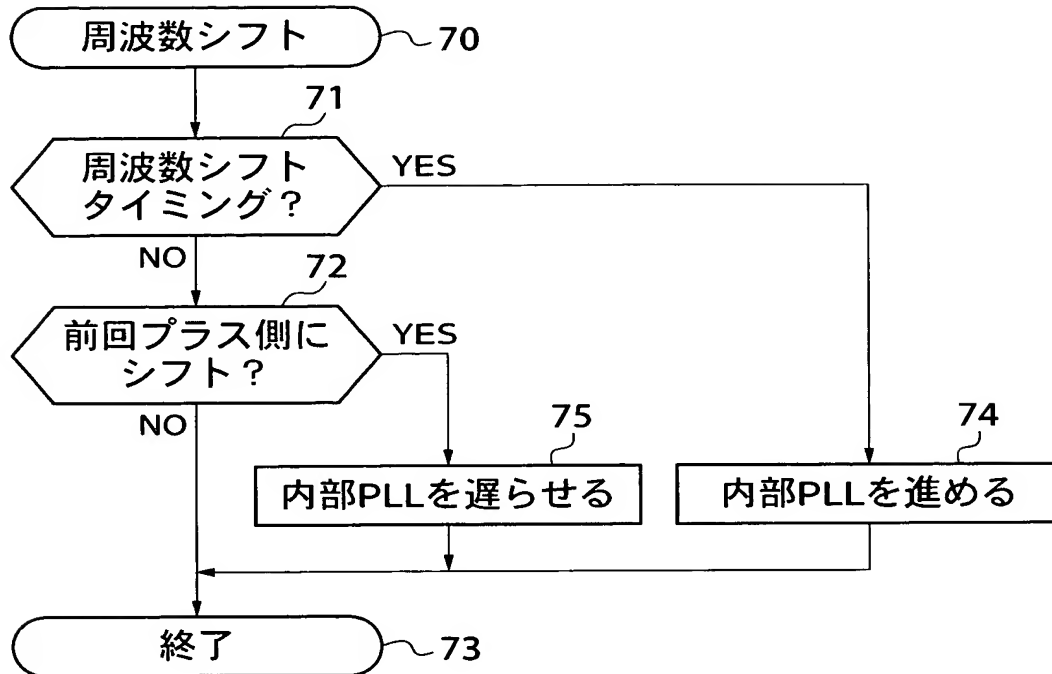 周波数シフト
70
71
周波数シフト
タイミング？
YES
NO
72
前回プラス側に
シフト？
YES
NO
75
内部PLLを遅らせる
74
内部PLLを進める
終了
73